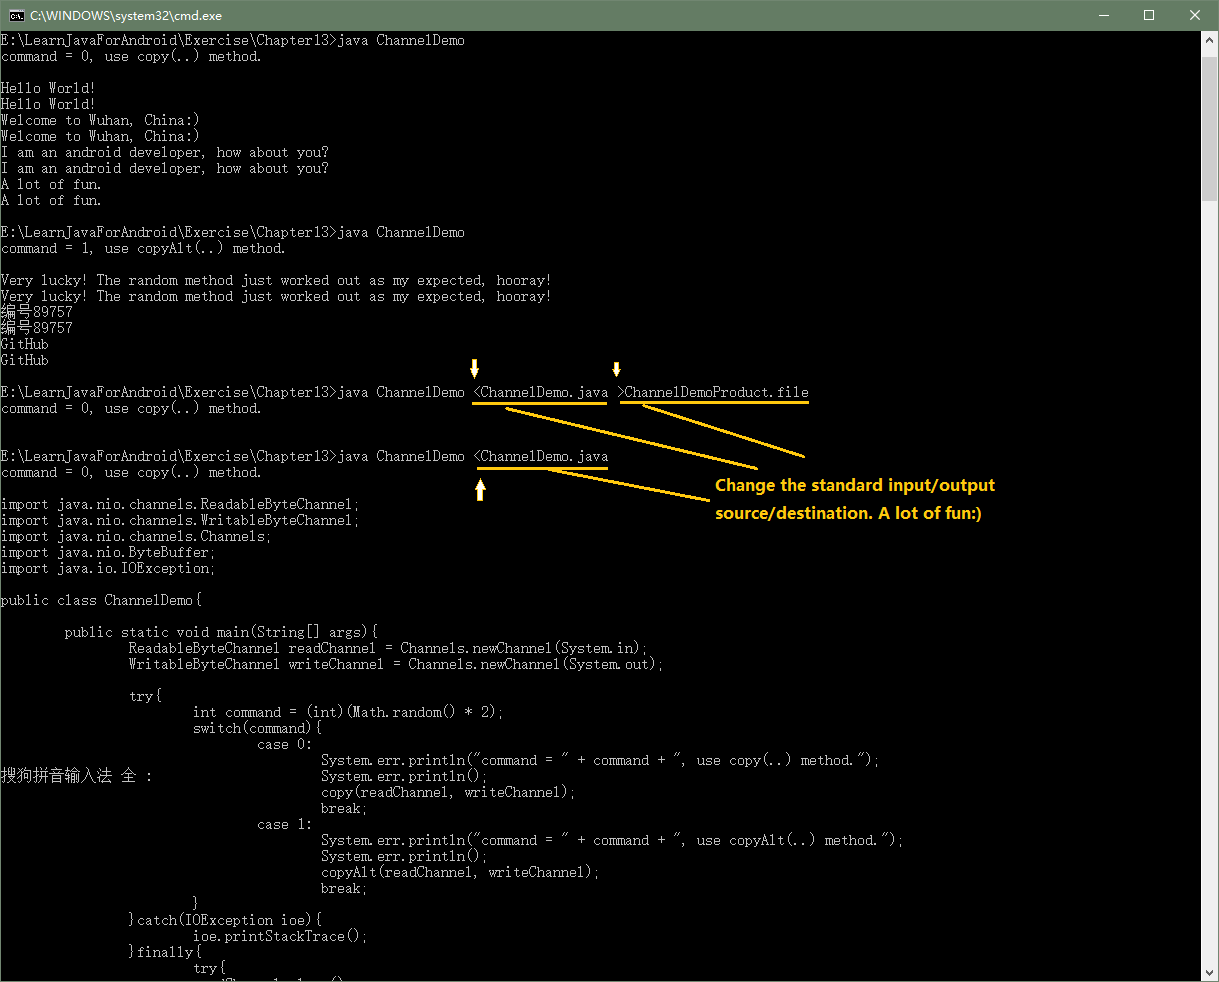 C:\WINDOWS\system32\cmd.exe
E:\LearnJavaForAndroid\Exercise\Chapter13>java ChannelDemo
command = 0, use copy(..) method.
Hello World!
Hello World!
Welcome to Wuhan, China:)
Welcome to Wuhan, China:)
I am an android developer, how about you?
I am an android developer, how about you?
A lot of fun.
A lot of fun.
E:\LearnJavaForAndroid\Exercise\Chapter13>java ChannelDemo
command = 1, use copyAlt(..) method.
Very lucky! The random method just worked out as my expected, hooray!
Very lucky! The random method just worked out as my expected, hooray!
编号89757
编号89757
GitHub
GitHub
E:\LearnJavaForAndroid\Exercise\Chapter13>java ChannelDemo <ChannelDemo.java >ChannelDemoProduct.file
command = 0, use copy(..) method.
E:\LearnJavaForAndroid\Exercise\Chapter13>java ChannelDemo <ChannelDemo.java
command = 0, use copy(..) method.
Change the standard input/output
source/destination. A lot of fun:)
import java.nio.channels.ReadableByteChannel;
import java.nio.channels.WritableByteChannel;
import java.nio.channels.Channels;
import java.nio.ByteBuffer;
import java.io.IOException;
public class ChannelDemo{
public static void main(String[] args){
ReadableByteChannel readChannel = Channels.newChannel(System.in);
WritableByteChannel writeChannel = Channels.newChannel(System.out);
try{
int command = (int)(Math.random() * 2);
switch(command){
case 0:
System.err.println("command = " + command + ", use copy(..) method.");
搜狗拼音输入法 全 :
System.err.println();
copy(readChannel, writeChannel);
break;
case 1:
System.err.println("command = " + command + ", use copyAlt(..) method.");
System.err.println();
copyAlt(readChannel, writeChannel);
break;
}
}catch(IOException ioe){
ioe.printStackTrace();
}finally{
try{